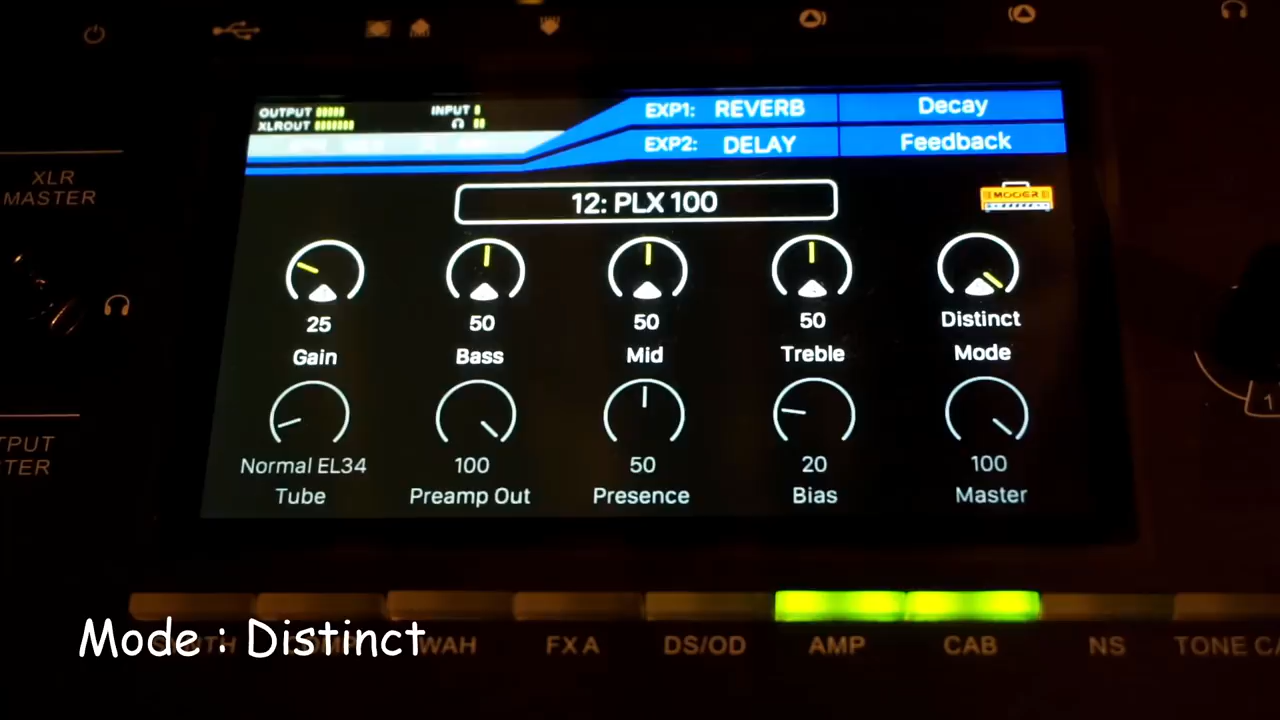 OUTPUT
INPUT
XLROUT
EXP1: REVERB Decay
EXP2: DELAY Feedback
XLR
MASTER
12: PLX 100
MOOER
25 50 50 50 Distinct
Gain Bass Mid Treble Mode
Normal EL34 100 50 20 100
Tube Preamp Out Presence Bias Master
Mode : Distinct
WAH FX A DS/OD AMP CAB NS TONE